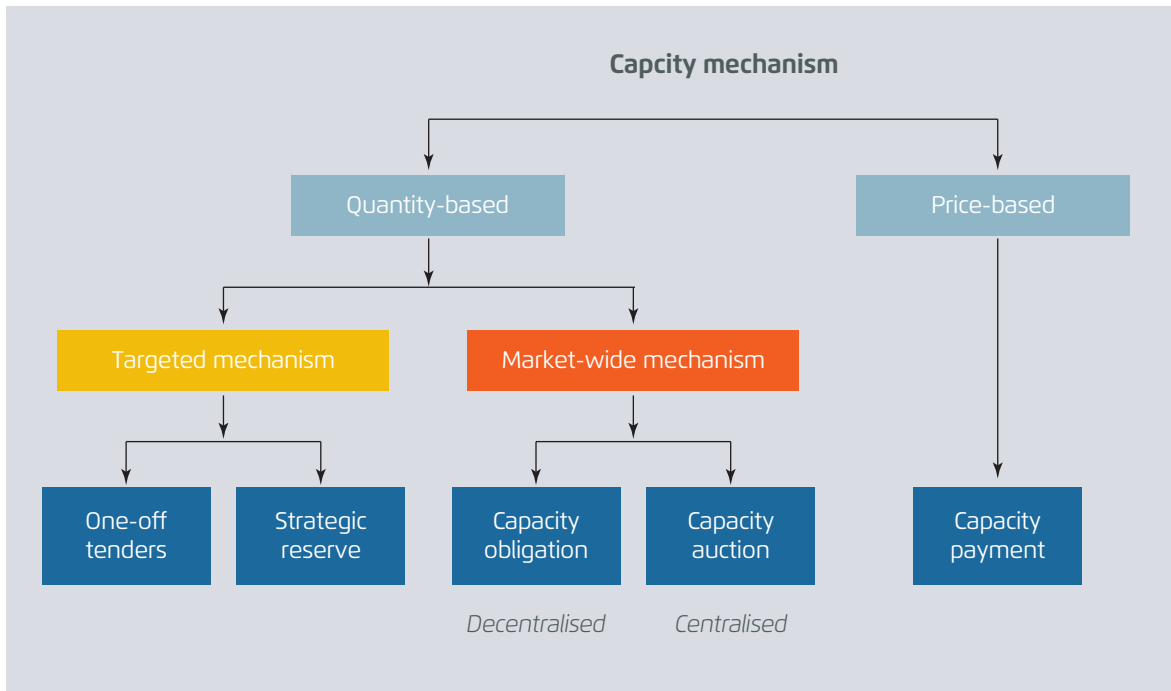 Capcity mechanism
Quantity-based
Price-based
Targeted mechanism
Market-wide mechanism
One-off
tenders
Strategic
reserve
Capacity
obligation
Capacity
auction
Capacity
payment
Decentralised
Centralised